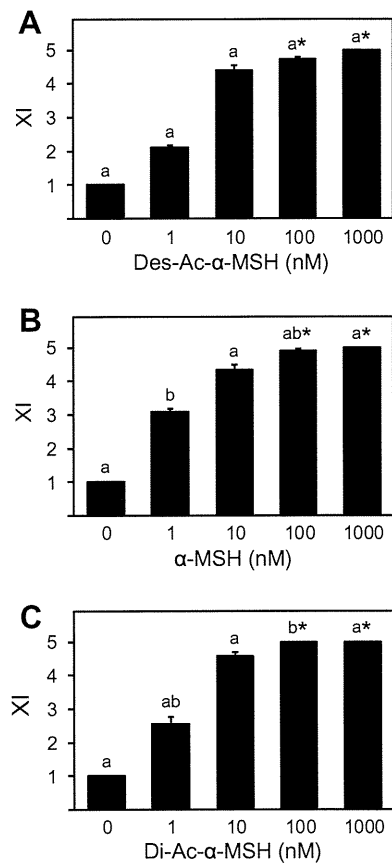 A
XI
5
4
3
2
1
a
a
a
a*
a*
0 1 10 100 1000
Des-Ac-α-MSH (nM)
B
XI
5
4
3
2
1
a
b
a
ab*
a*
0 1 10 100 1000
α-MSH (nM)
C
XI
5
4
3
2
1
a
ab
a
b*
a*
0 1 10 100 1000
Di-Ac-α-MSH (nM)